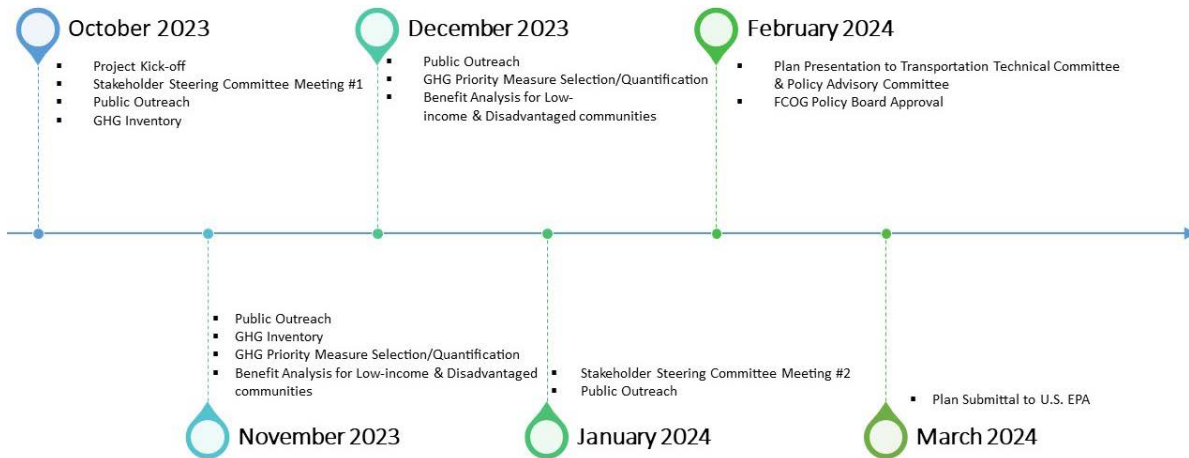 October 2023
▪ Project Kick-off
▪ Stakeholder Steering Committee Meeting #1
▪ Public Outreach
▪ GHG Inventory
December 2023
▪ Public Outreach
▪ GHG Priority Measure Selection/Quantification
▪ Benefit Analysis for Low-
income & Disadvantaged communities
February 2024
▪ Plan Presentation to Transportation Technical Committee
& Policy Advisory Committee
▪ FCOG Policy Board Approval
▪ Public Outreach
▪ GHG Inventory
▪ GHG Priority Measure Selection/Quantification
▪ Benefit Analysis for Low-income & Disadvantaged
communities
November 2023
▪ Stakeholder Steering Committee Meeting #2
▪ Public Outreach
January 2024
▪ Plan Submittal to U.S. EPA
March 2024